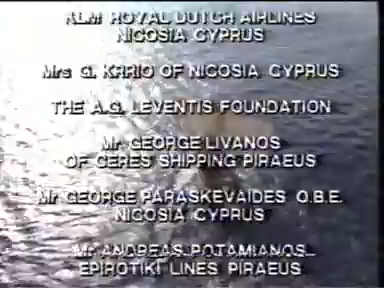 KLM ROYAL DUTCH AIRLINES
NICOSIA CYPRUS
Mrs G. KARIO OF NICOSIA CYPRUS
THE A.G. LEVENTIS FOUNDATION
Mr GEORGE LIVANOS
OF CERES SHIPPING PIRAEUS
Mr GEORGE PARASKEVAIDES O.B.E.
NICOSIA CYPRUS
Mr ANDREAS POTAMIANOS
EPIROTIKI LINES PIRAEUS